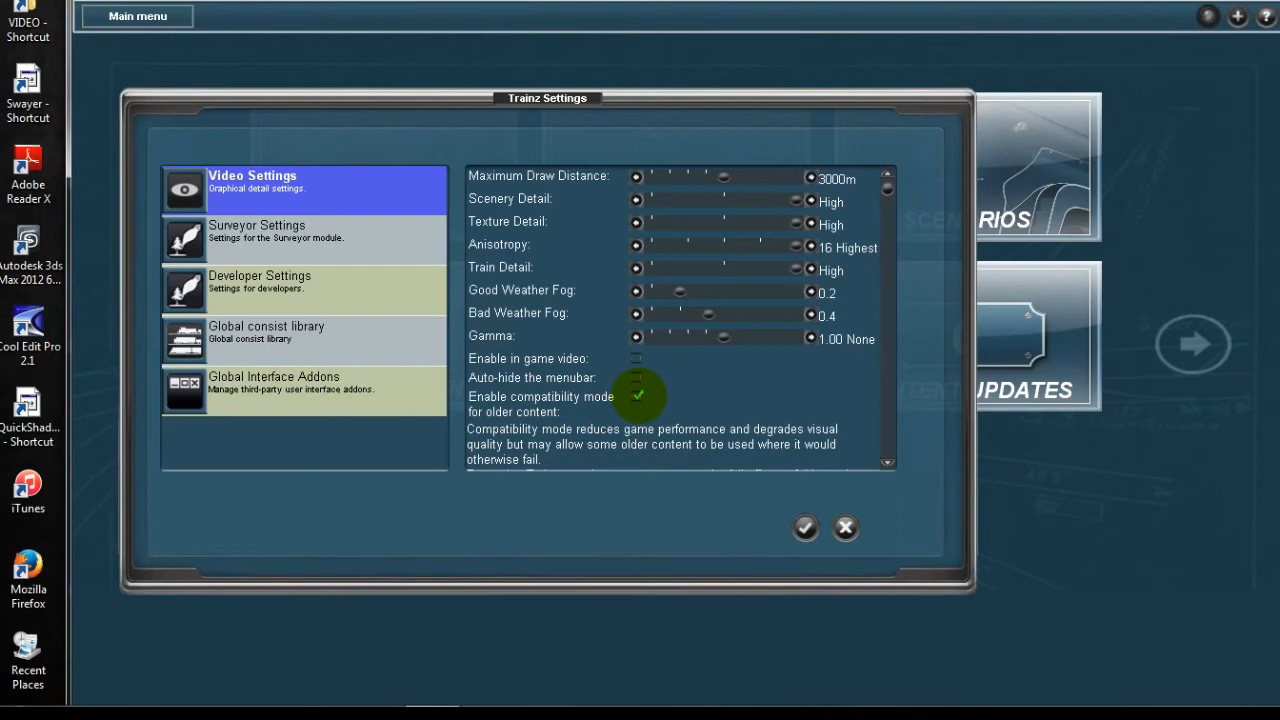 VIDEO -
Shortcut
Swayer -
Shortcut
Adobe
Reader X
Autodesk 3ds
Max 2012 6...
Cool Edit Pro
2.1
QuickShad...
- Shortcut
iTunes
Mozilla
Firefox
Recent
Places
Main menu
?
Trainz Settings
Video Settings
Graphical detail settings.
Surveyor Settings
Settings for the Surveyor module.
Developer Settings
Settings for developers.
Global consist library
Global consist library
Global Interface Addons
Manage third-party user interface addons.
Maximum Draw Distance: 3000m
Scenery Detail: High
Texture Detail: High
Anisotropy: 16 Highest
Train Detail: High
Good Weather Fog: 0.2
Bad Weather Fog: 0.4
Gamma: 1.00 None
Enable in game video:
Auto-hide the menubar:
Enable compatibility mode
for older content:
Compatibility mode reduces game performance and degrades visual
quality but may allow some older content to be used where it would
otherwise fail.
SCENARIOS
CONTENT UPDATES